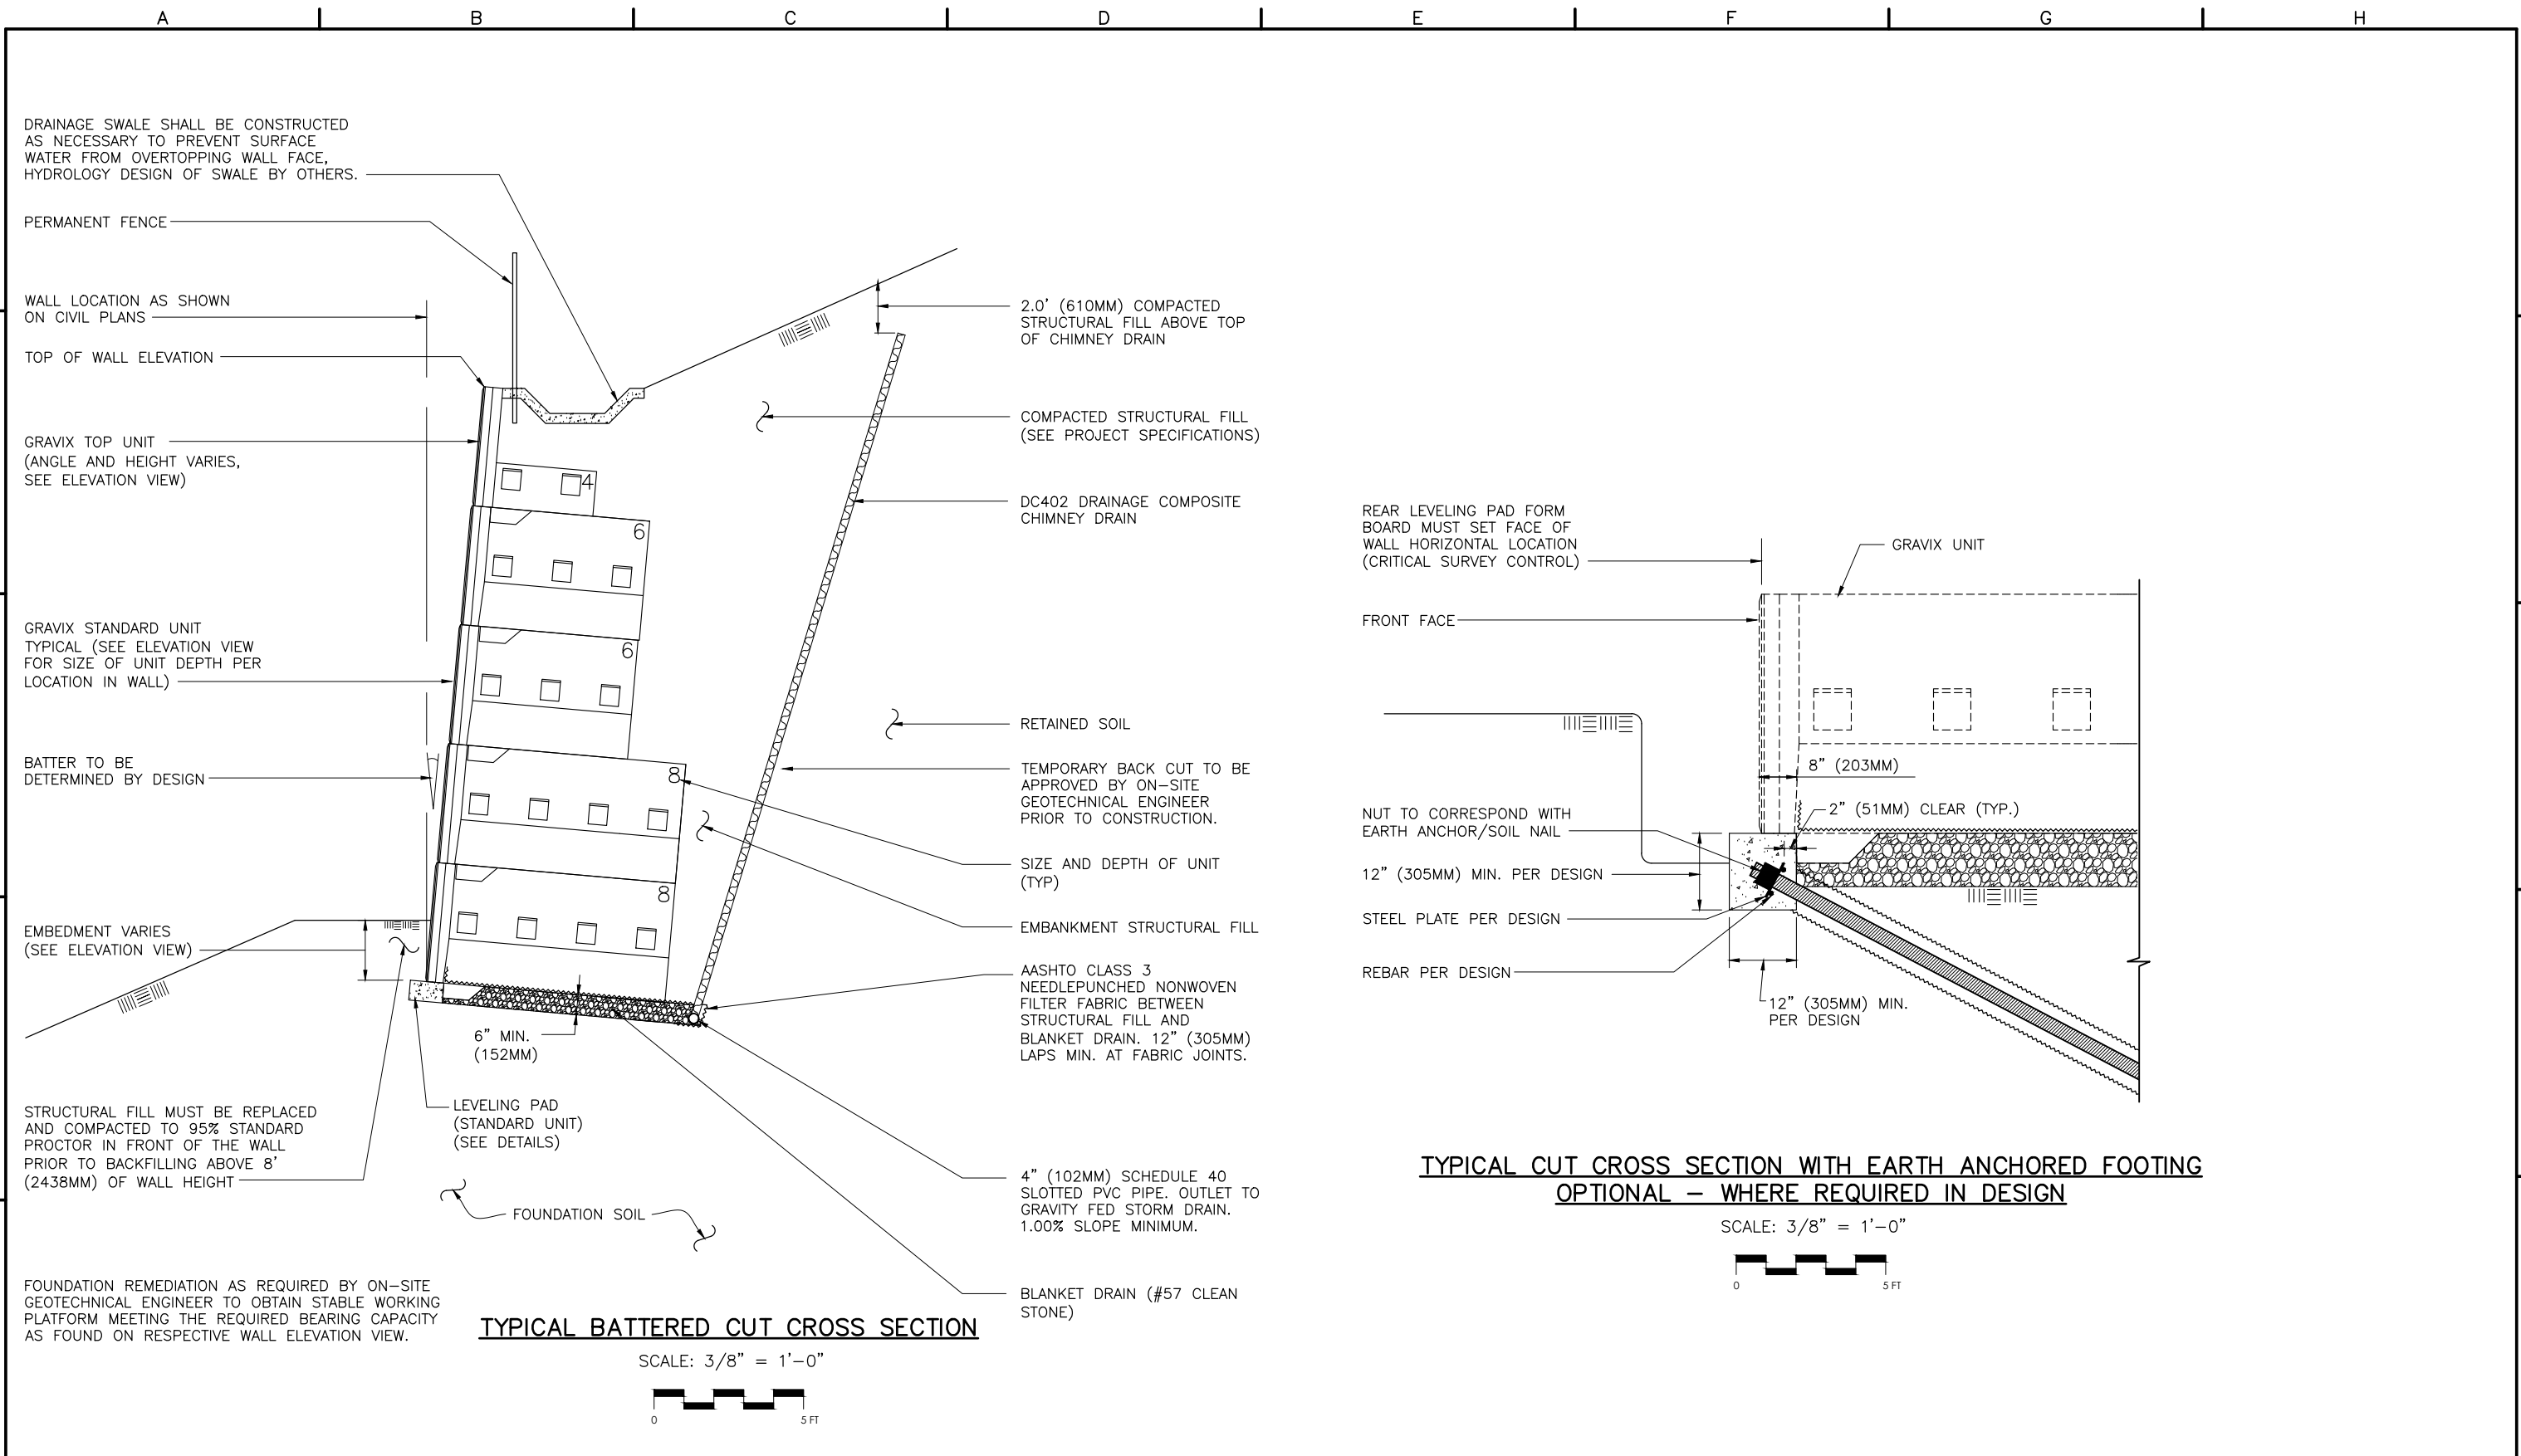 A B C D E F G H
DRAINAGE SWALE SHALL BE CONSTRUCTED
AS NECESSARY TO PREVENT SURFACE
WATER FROM OVERTOPPING WALL FACE,
HYDROLOGY DESIGN OF SWALE BY OTHERS.
PERMANENT FENCE
WALL LOCATION AS SHOWN
ON CIVIL PLANS
TOP OF WALL ELEVATION
GRAVIX TOP UNIT
(ANGLE AND HEIGHT VARIES,
SEE ELEVATION VIEW)
GRAVIX STANDARD UNIT
TYPICAL (SEE ELEVATION VIEW
FOR SIZE OF UNIT DEPTH PER
LOCATION IN WALL)
BATTER TO BE
DETERMINED BY DESIGN
EMBEDMENT VARIES
(SEE ELEVATION VIEW)
STRUCTURAL FILL MUST BE REPLACED
AND COMPACTED TO 95% STANDARD
PROCTOR IN FRONT OF THE WALL
PRIOR TO BACKFILLING ABOVE 8'
(2438MM) OF WALL HEIGHT
FOUNDATION REMEDIATION AS REQUIRED BY ON-SITE
GEOTECHNICAL ENGINEER TO OBTAIN STABLE WORKING
PLATFORM MEETING THE REQUIRED BEARING CAPACITY
AS FOUND ON RESPECTIVE WALL ELEVATION VIEW.
4
6
6
8
8
6" MIN.
(152MM)
LEVELING PAD
(STANDARD UNIT)
(SEE DETAILS)
FOUNDATION SOIL
2.0' (610MM) COMPACTED
STRUCTURAL FILL ABOVE TOP
OF CHIMNEY DRAIN
COMPACTED STRUCTURAL FILL
(SEE PROJECT SPECIFICATIONS)
DC402 DRAINAGE COMPOSITE
CHIMNEY DRAIN
RETAINED SOIL
TEMPORARY BACK CUT TO BE
APPROVED BY ON-SITE
GEOTECHNICAL ENGINEER
PRIOR TO CONSTRUCTION.
SIZE AND DEPTH OF UNIT
(TYP)
EMBANKMENT STRUCTURAL FILL
AASHTO CLASS 3
NEEDLEPUNCHED NONWOVEN
FILTER FABRIC BETWEEN
STRUCTURAL FILL AND
BLANKET DRAIN. 12" (305MM)
LAPS MIN. AT FABRIC JOINTS.
4" (102MM) SCHEDULE 40
SLOTTED PVC PIPE. OUTLET TO
GRAVITY FED STORM DRAIN.
1.00% SLOPE MINIMUM.
BLANKET DRAIN (#57 CLEAN
STONE)
TYPICAL BATTERED CUT CROSS SECTION
SCALE: 3/8" = 1'-0"
0 5 FT
REAR LEVELING PAD FORM
BOARD MUST SET FACE OF
WALL HORIZONTAL LOCATION
(CRITICAL SURVEY CONTROL)
GRAVIX UNIT
FRONT FACE
8" (203MM)
2" (51MM) CLEAR (TYP.)
NUT TO CORRESPOND WITH
EARTH ANCHOR/SOIL NAIL
12" (305MM) MIN. PER DESIGN
STEEL PLATE PER DESIGN
REBAR PER DESIGN
12" (305MM) MIN.
PER DESIGN
TYPICAL CUT CROSS SECTION WITH EARTH ANCHORED FOOTING
OPTIONAL - WHERE REQUIRED IN DESIGN
SCALE: 3/8" = 1'-0"
0 5 FT